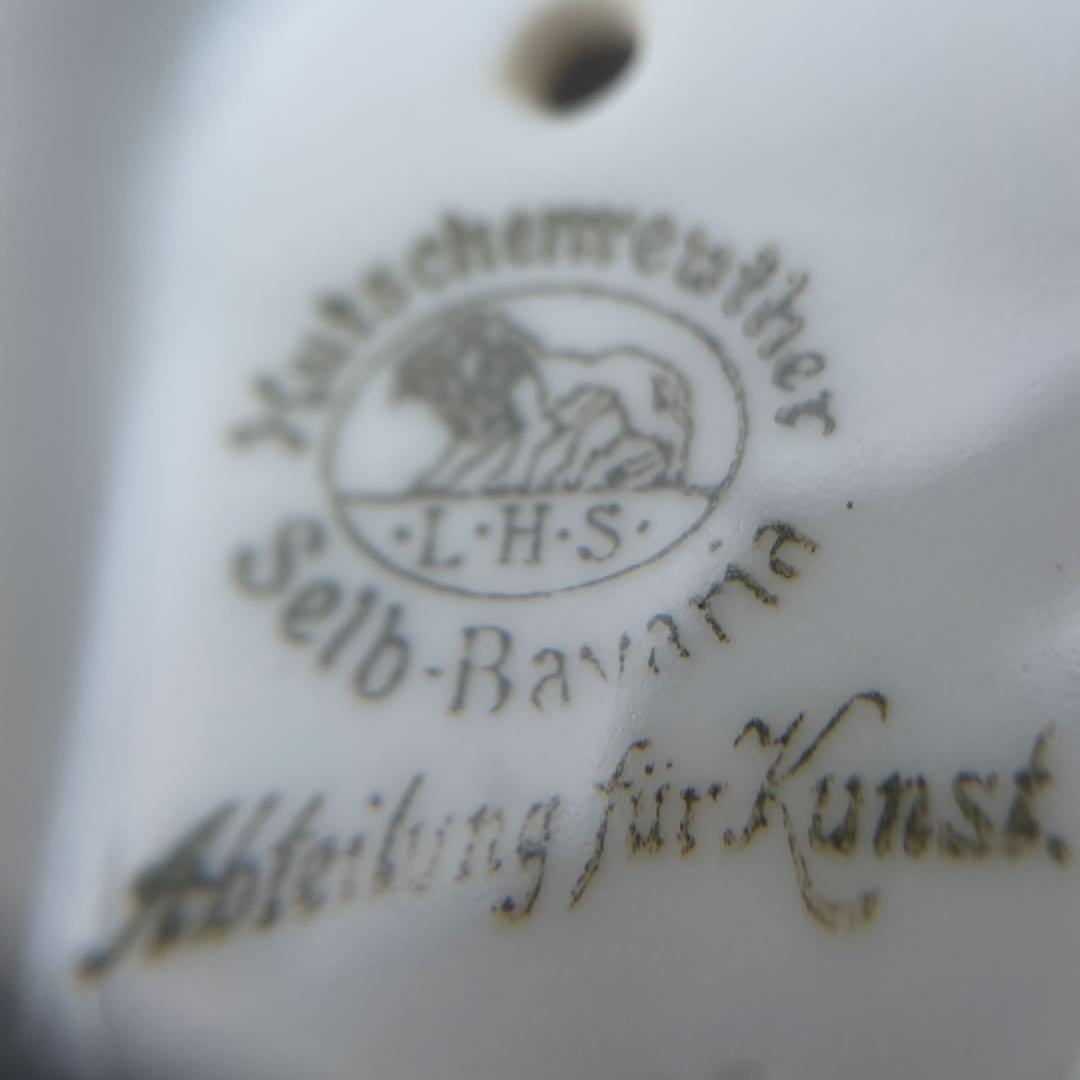 Hutschenreuther
·L·H·S·
Selb-Bavaria
Abteilung für Kunst.